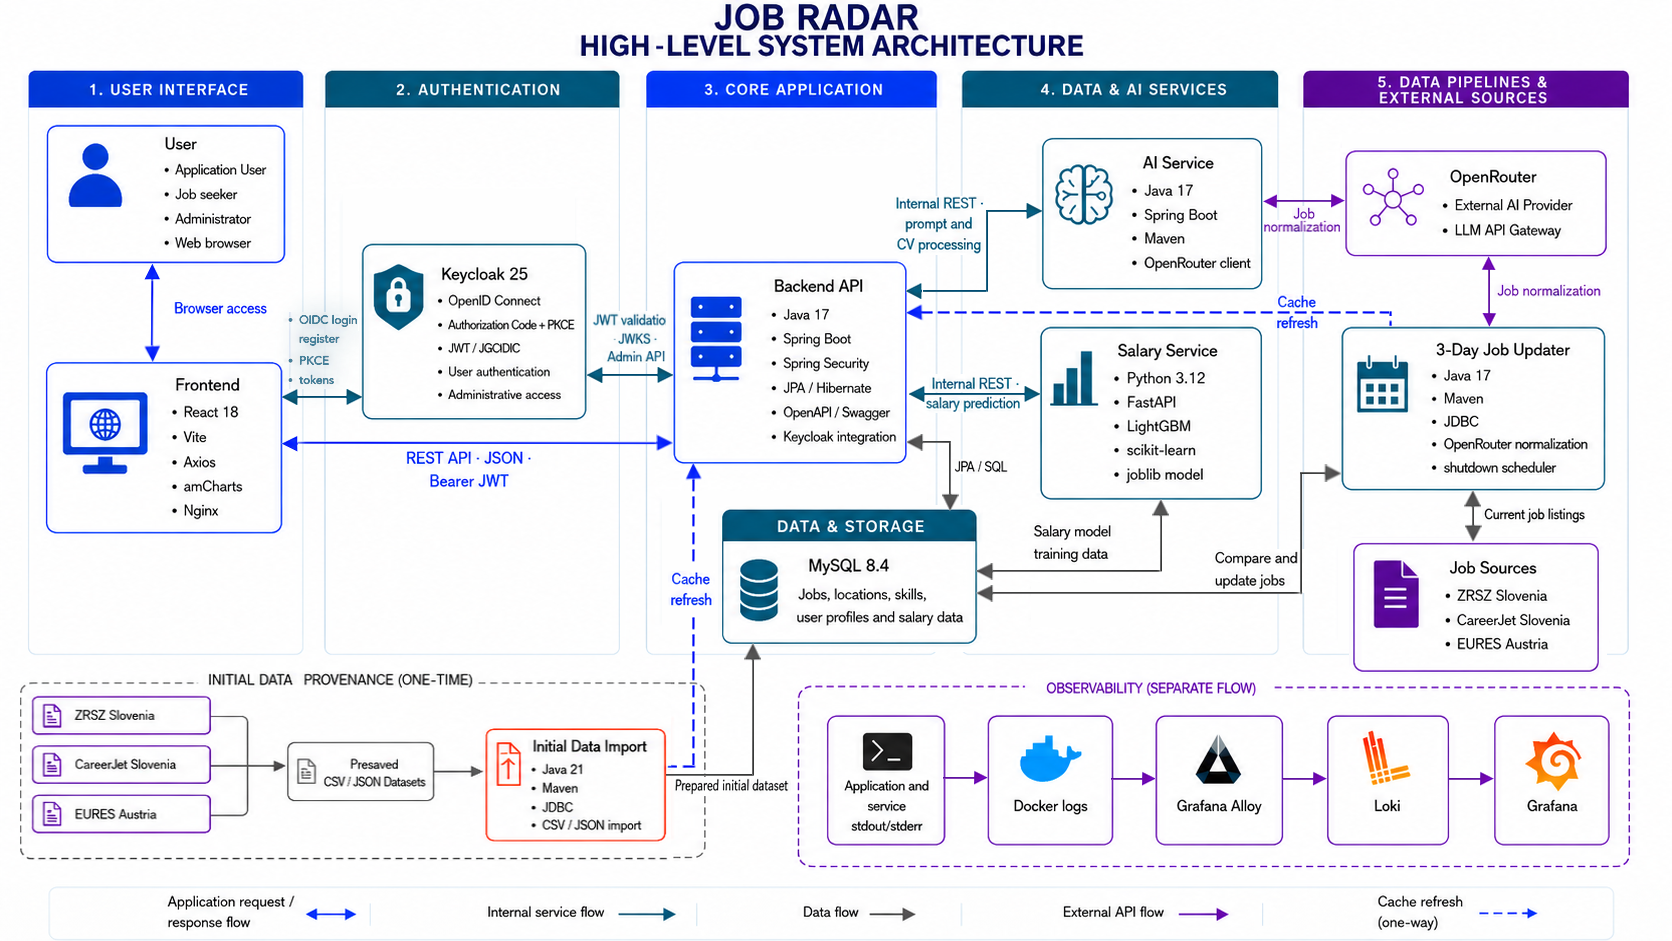 JOB RADAR
HIGH-LEVEL SYSTEM ARCHITECTURE
1. USER INTERFACE
User
• Application User
• Job seeker
• Administrator
• Web browser
Browser access
Frontend
• React 18
• Vite
• Axios
• amCharts
• Nginx
• OIDC login
register
• PKCE
• tokens
2. AUTHENTICATION
Keycloak 25
• OpenID Connect
• Authorization Code + PKCE
• JWT / JGCIDIC
• User authentication
• Administrative access
REST API · JSON ·
Bearer JWT
JWT validatio
· JWKS ·
Admin API
3. CORE APPLICATION
Backend API
• Java 17
• Spring Boot
• Spring Security
• JPA / Hibernate
• OpenAPI / Swagger
• Keycloak integration
Internal REST ·
prompt and
CV processing
Internal REST ·
salary prediction
JPA / SQL
Cache
refresh
DATA & STORAGE
MySQL 8.4
Jobs, locations, skills,
user profiles and salary data
4. DATA & AI SERVICES
AI Service
• Java 17
• Spring Boot
• Maven
• OpenRouter client
Salary Service
• Python 3.12
• FastAPI
• LightGBM
• scikit-learn
• joblib model
Salary model
training data
Job
normalization
Cache
refresh
Compare and
update jobs
5. DATA PIPELINES &
EXTERNAL SOURCES
OpenRouter
• External AI Provider
• LLM API Gateway
Job normalization
3-Day Job Updater
• Java 17
• Maven
• JDBC
• OpenRouter normalization
• shutdown scheduler
Current job listings
Job Sources
• ZRSZ Slovenia
• CareerJet Slovenia
• EURES Austria
INITIAL DATA PROVENANCE (ONE-TIME)
ZRSZ Slovenia
CareerJet Slovenia
EURES Austria
Presaved
CSV / JSON Datasets
Initial Data Import
• Java 21
• Maven
• JDBC
• CSV / JSON import
Prepared initial dataset
OBSERVABILITY (SEPARATE FLOW)
Application and
service
stdout/stderr
Docker logs
Grafana Alloy
Loki
Grafana
Application request /
response flow
Internal service flow
Data flow
External API flow
Cache refresh
(one-way)